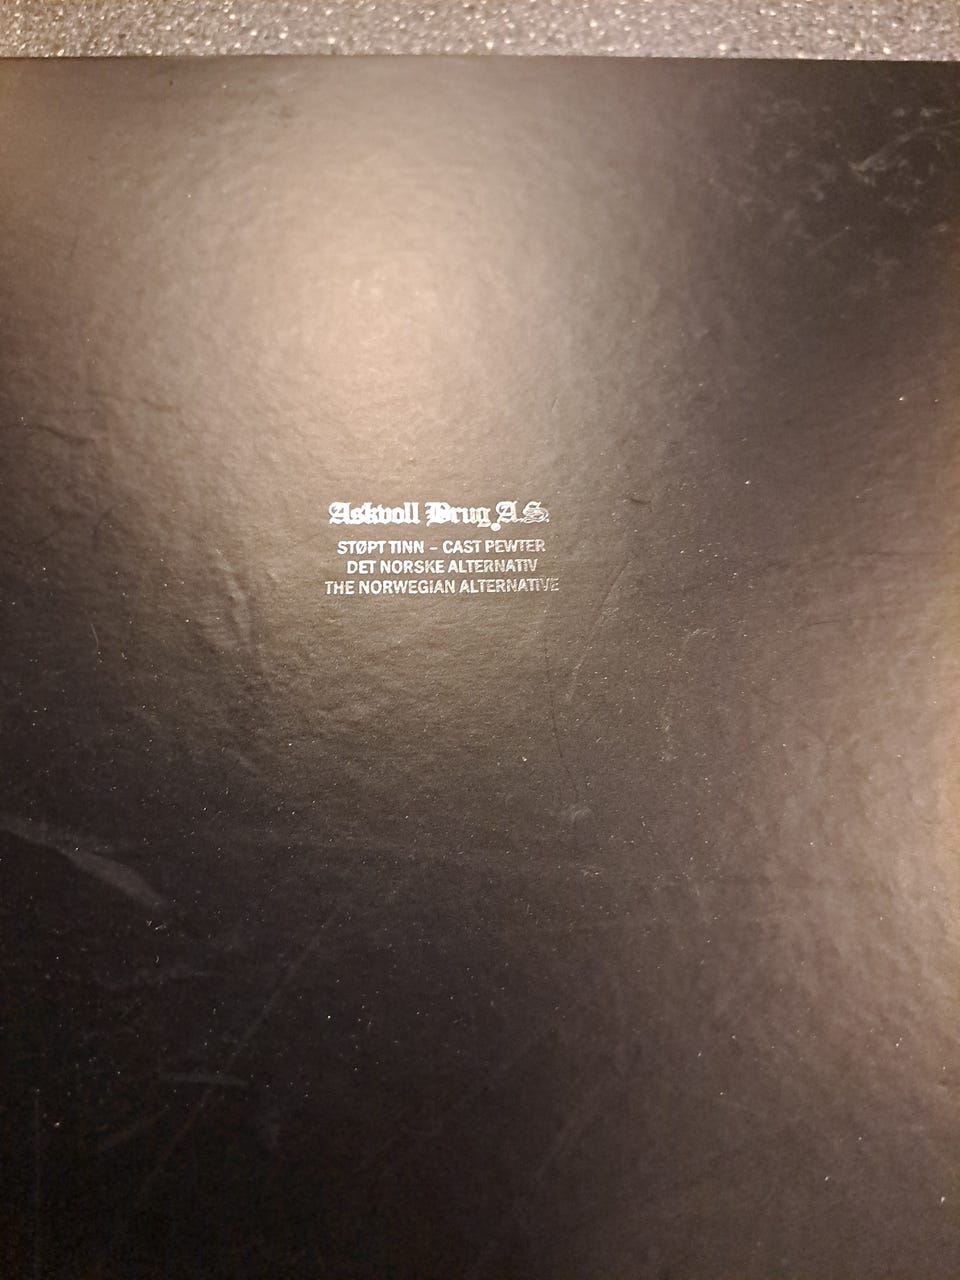 Askvoll Brug A.S.
STØPT TINN – CAST PEWTER
DET NORSKE ALTERNATIV
THE NORWEGIAN ALTERNATIVE